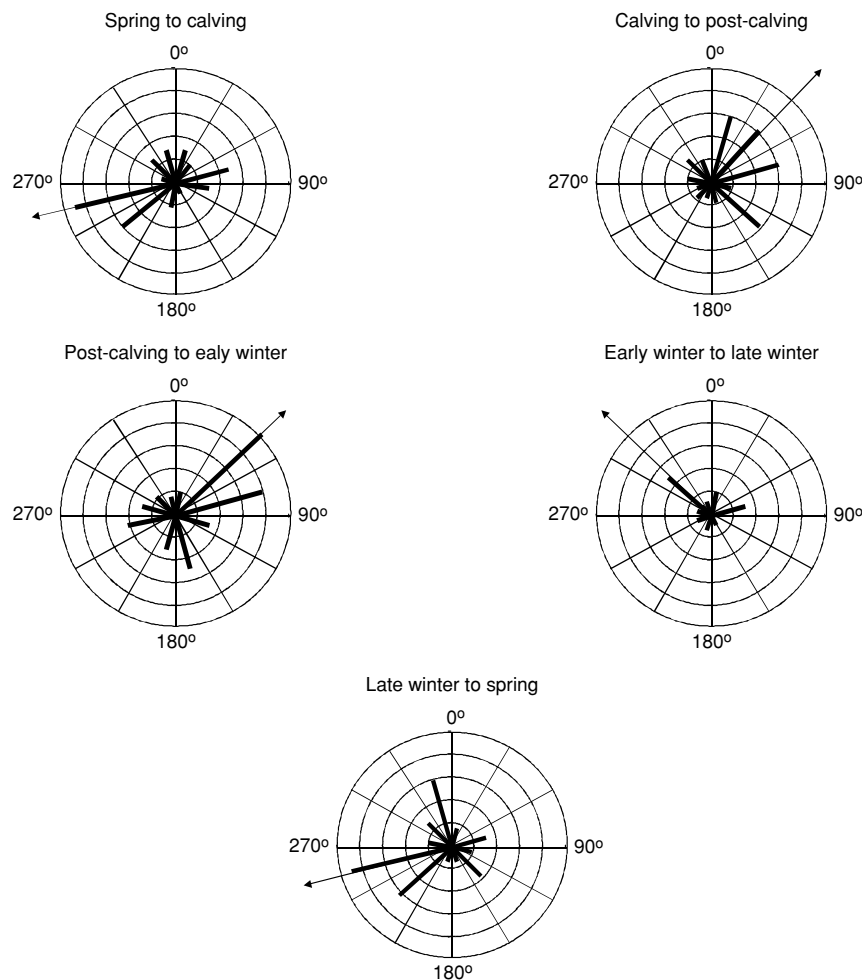 Spring to calving
0º
270º
90º
180º
Calving to post-calving
0º
270º
90º
180º
Post-calving to ealy winter
0º
270º
90º
180º
Early winter to late winter
0º
270º
90º
180º
Late winter to spring
0º
270º
90º
180º